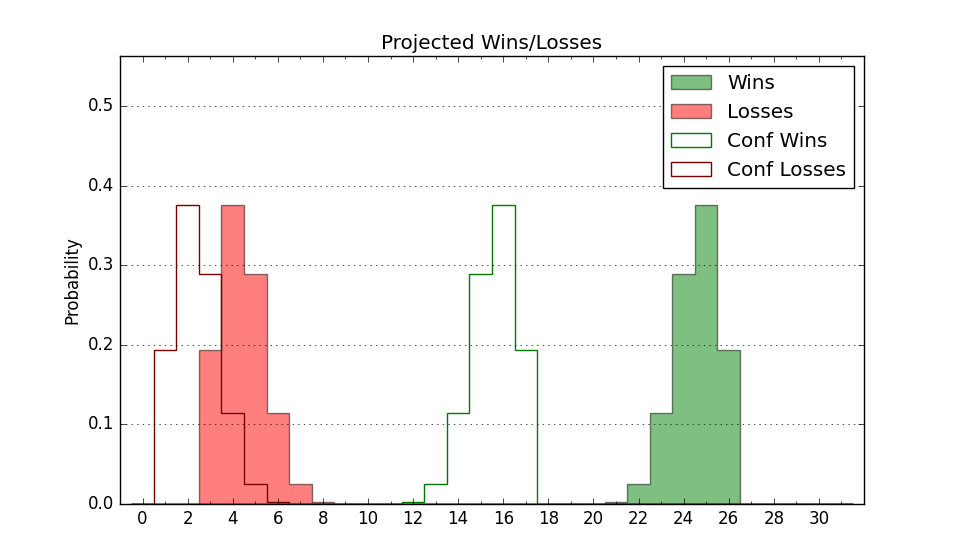 Projected Wins/Losses
Wins
Losses
Conf Wins
Conf Losses
Probability
0.5
0.4
0.3
0.2
0.1
0.0
0 2 4 6 8 10 12 14 16 18 20 22 24 26 28 30